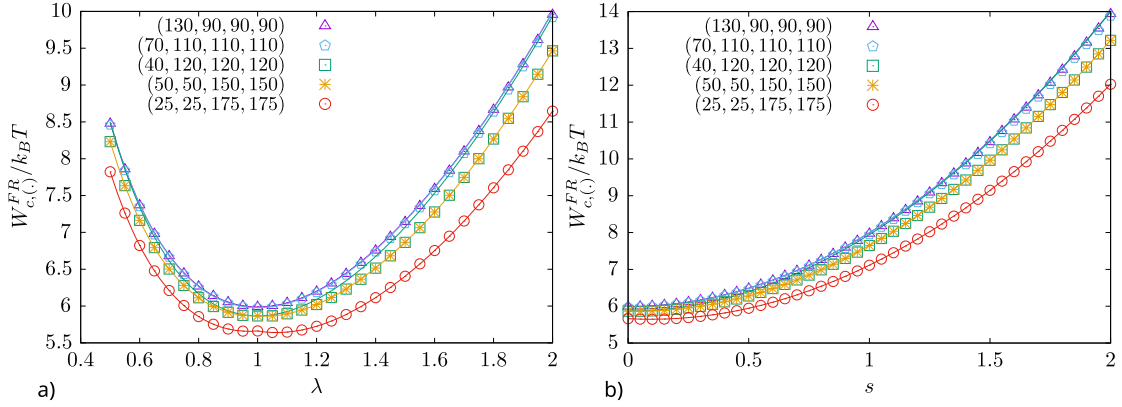 10
9.5
9
8.5
8
7.5
7
6.5
6
5.5
0.4 0.6 0.8 1 1.2 1.4 1.6 1.8 2
W_{c,(.)}^{FR}/k_BT
λ
(130, 90, 90, 90)
(70, 110, 110, 110)
(40, 120, 120, 120)
(50, 50, 150, 150)
(25, 25, 175, 175)
a)
14
13
12
11
10
9
8
7
6
5
0 0.5 1 1.5 2
W_{c,(.)}^{FR}/k_BT
s
(130, 90, 90, 90)
(70, 110, 110, 110)
(40, 120, 120, 120)
(50, 50, 150, 150)
(25, 25, 175, 175)
b)